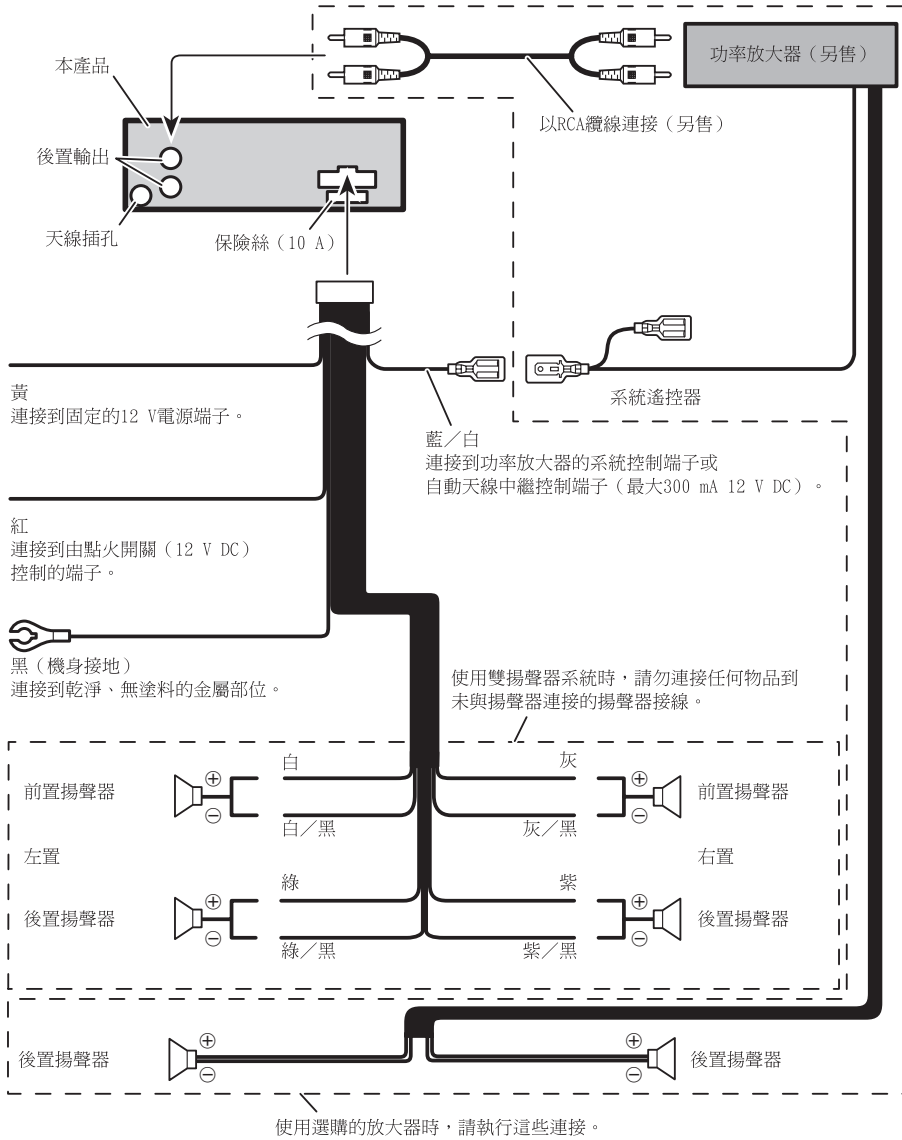 功率放大器（另售）
本產品
以RCA纜線連接（另售）
後置輸出
天線插孔
保險絲（10 A）
系統遙控器
黃
連接到固定的12 V電源端子。
藍／白
連接到功率放大器的系統控制端子或
自動天線中繼控制端子（最大300 mA 12 V DC）。
紅
連接到由點火開關（12 V DC）
控制的端子。
黑（機身接地）
連接到乾淨、無塗料的金屬部位。
使用雙揚聲器系統時，請勿連接任何物品到
未與揚聲器連接的揚聲器接線。
白
灰
前置揚聲器
⊕
⊕
前置揚聲器
⊖
⊖
白／黑
灰／黑
左置
右置
綠
紫
後置揚聲器
⊕
⊕
後置揚聲器
⊖
⊖
綠／黑
紫／黑
後置揚聲器
⊕
⊕
後置揚聲器
⊖
⊖
使用選購的放大器時，請執行這些連接。